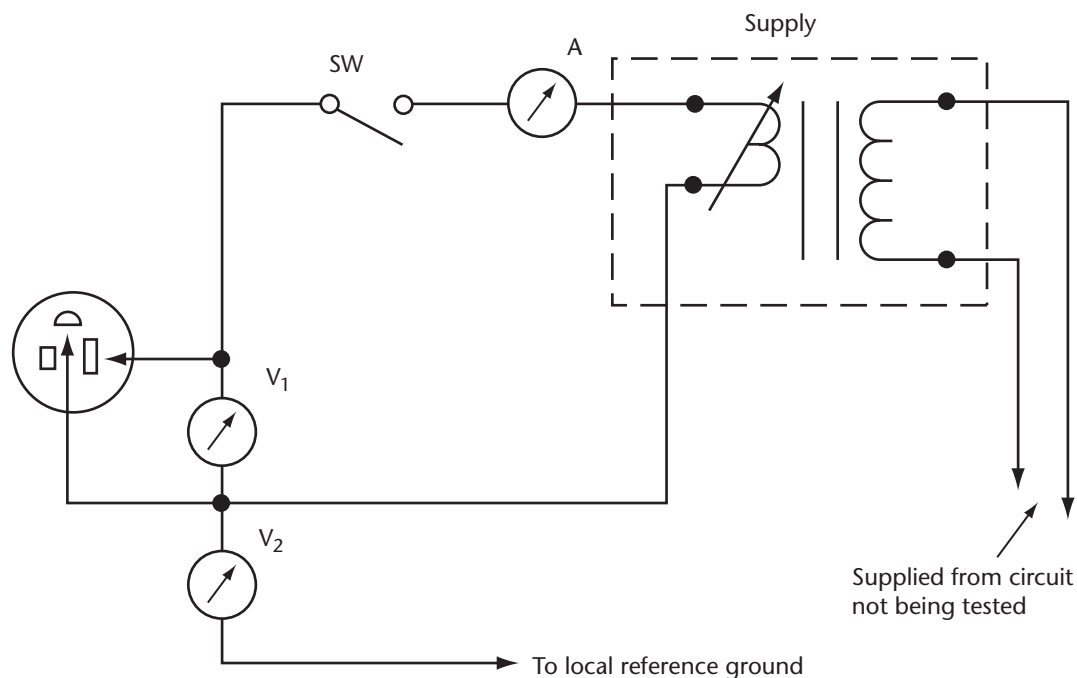 Supply
A
SW
V1
V2
Supplied from circuit
not being tested
To local reference ground